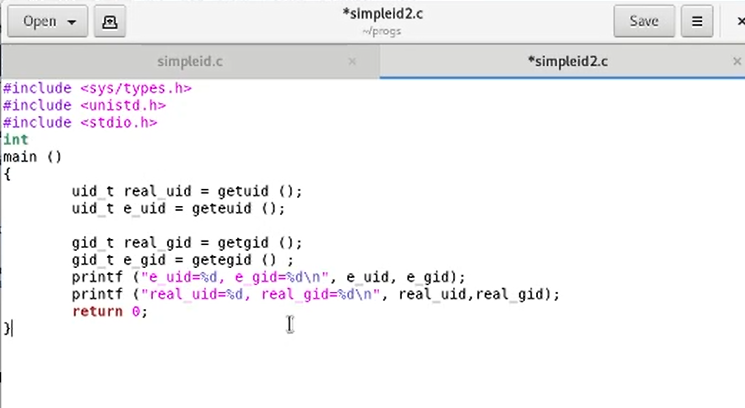 Open
*simpleid2.c
~/progs
Save
simpleid.c
*simpleid2.c
#include <sys/types.h>
#include <unistd.h>
#include <stdio.h>
int
main ()
{
uid_t real_uid = getuid ();
uid_t e_uid = geteuid ();
gid_t real_gid = getgid ();
gid_t e_gid = getegid () ;
printf ("e_uid=%d, e_gid=%d\n", e_uid, e_gid);
printf ("real_uid=%d, real_gid=%d\n", real_uid,real_gid);
return 0;
}